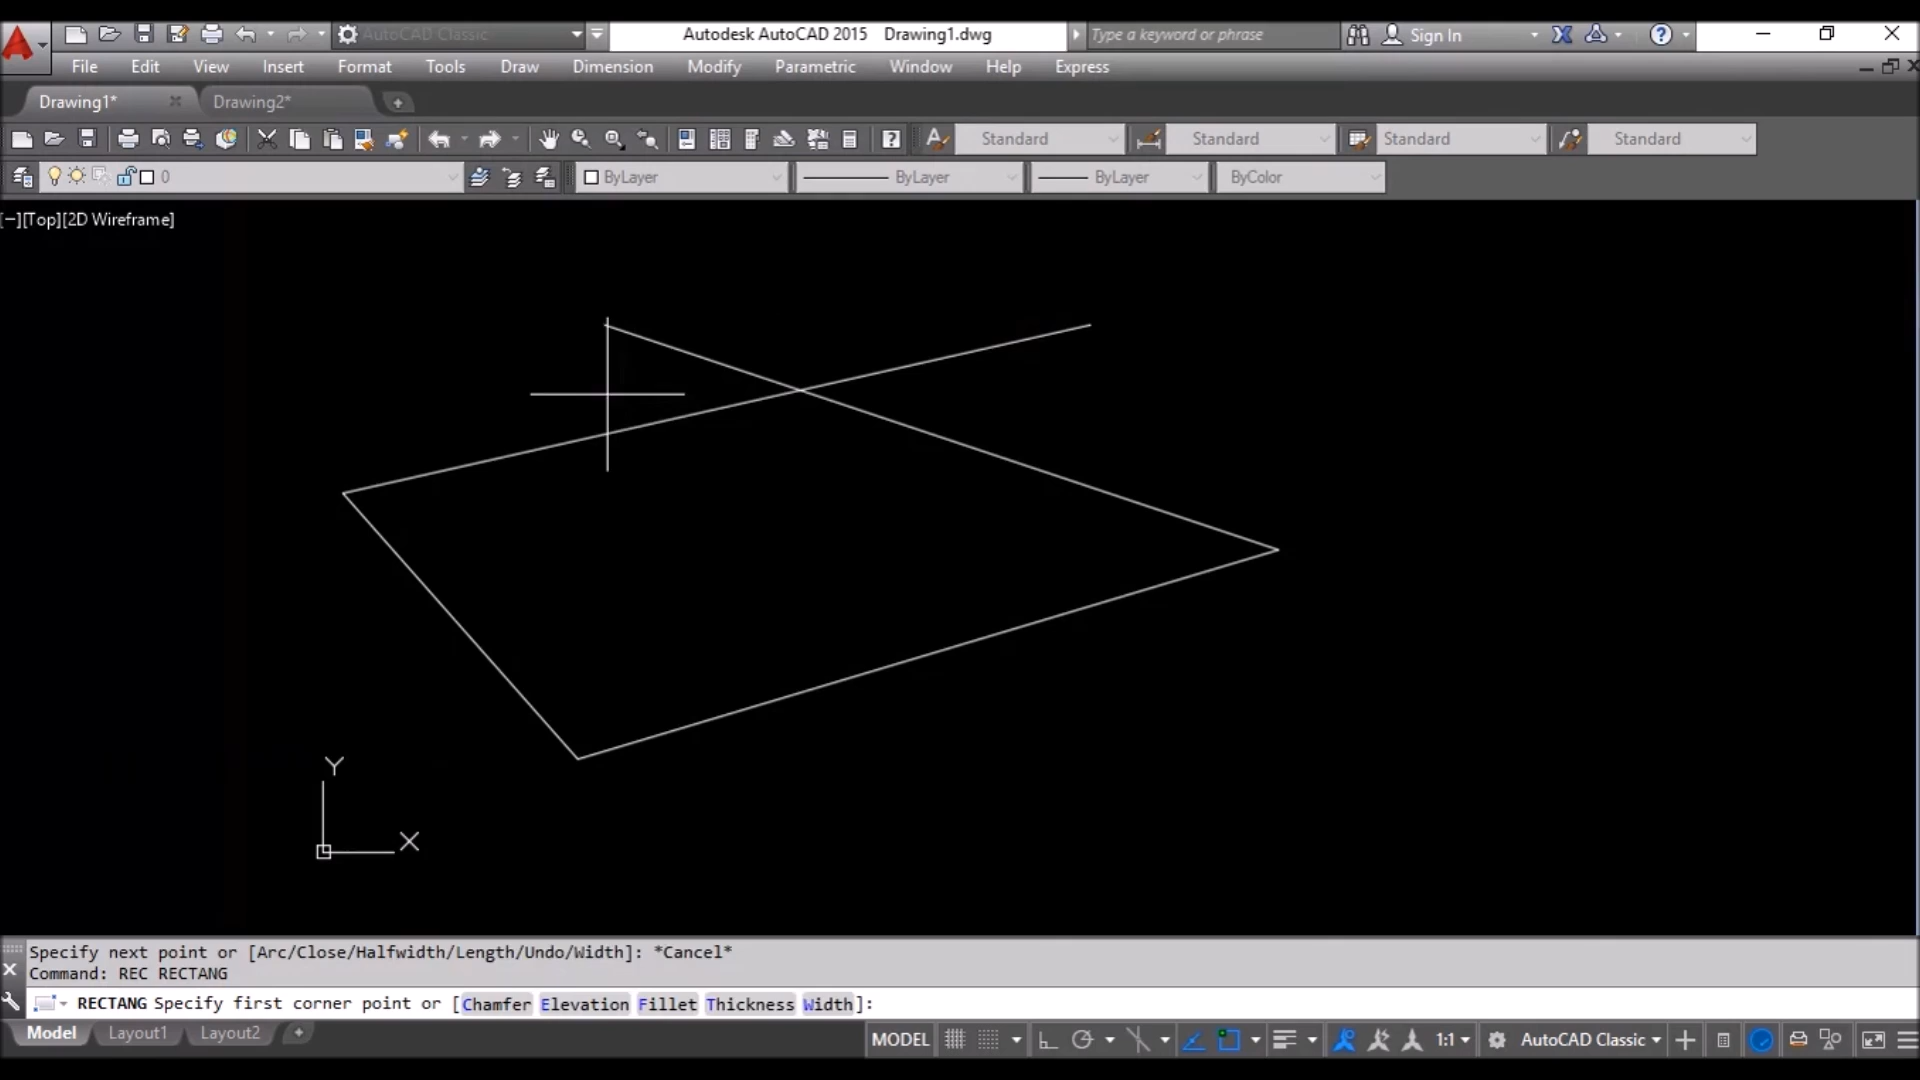 AutoCAD Classic
Autodesk AutoCAD 2015 Drawing1.dwg
Type a keyword or phrase
Sign In
File Edit View Insert Format Tools Draw Dimension Modify Parametric Window Help Express
Drawing1* Drawing2*
Standard Standard Standard Standard
0 ByLayer ByLayer ByLayer ByColor
[−][Top][2D Wireframe]
Y
X
Specify next point or [Arc/Close/Halfwidth/Length/Undo/Width]: *Cancel*
Command: REC RECTANG
RECTANG Specify first corner point or [Chamfer Elevation Fillet Thickness Width]:
Model Layout1 Layout2 +
MODEL 1:1 AutoCAD Classic